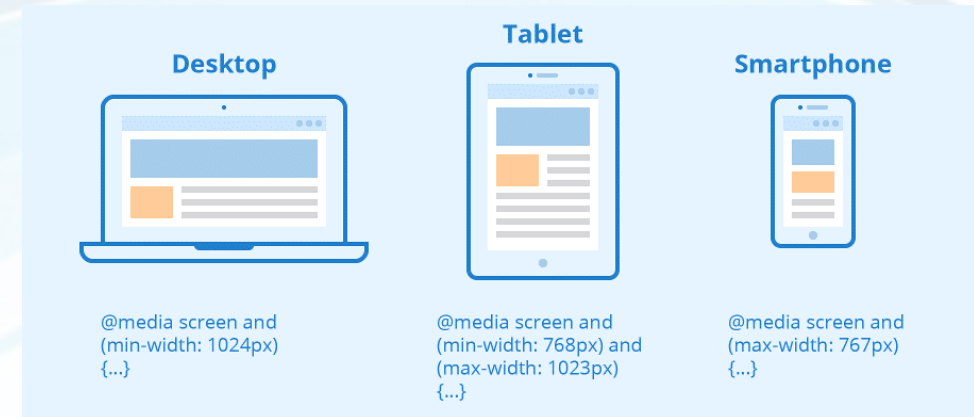 Desktop
@media screen and
(min-width: 1024px)
{...}
Tablet
@media screen and
(min-width: 768px) and
(max-width: 1023px)
{...}
Smartphone
@media screen and
(max-width: 767px)
{...}